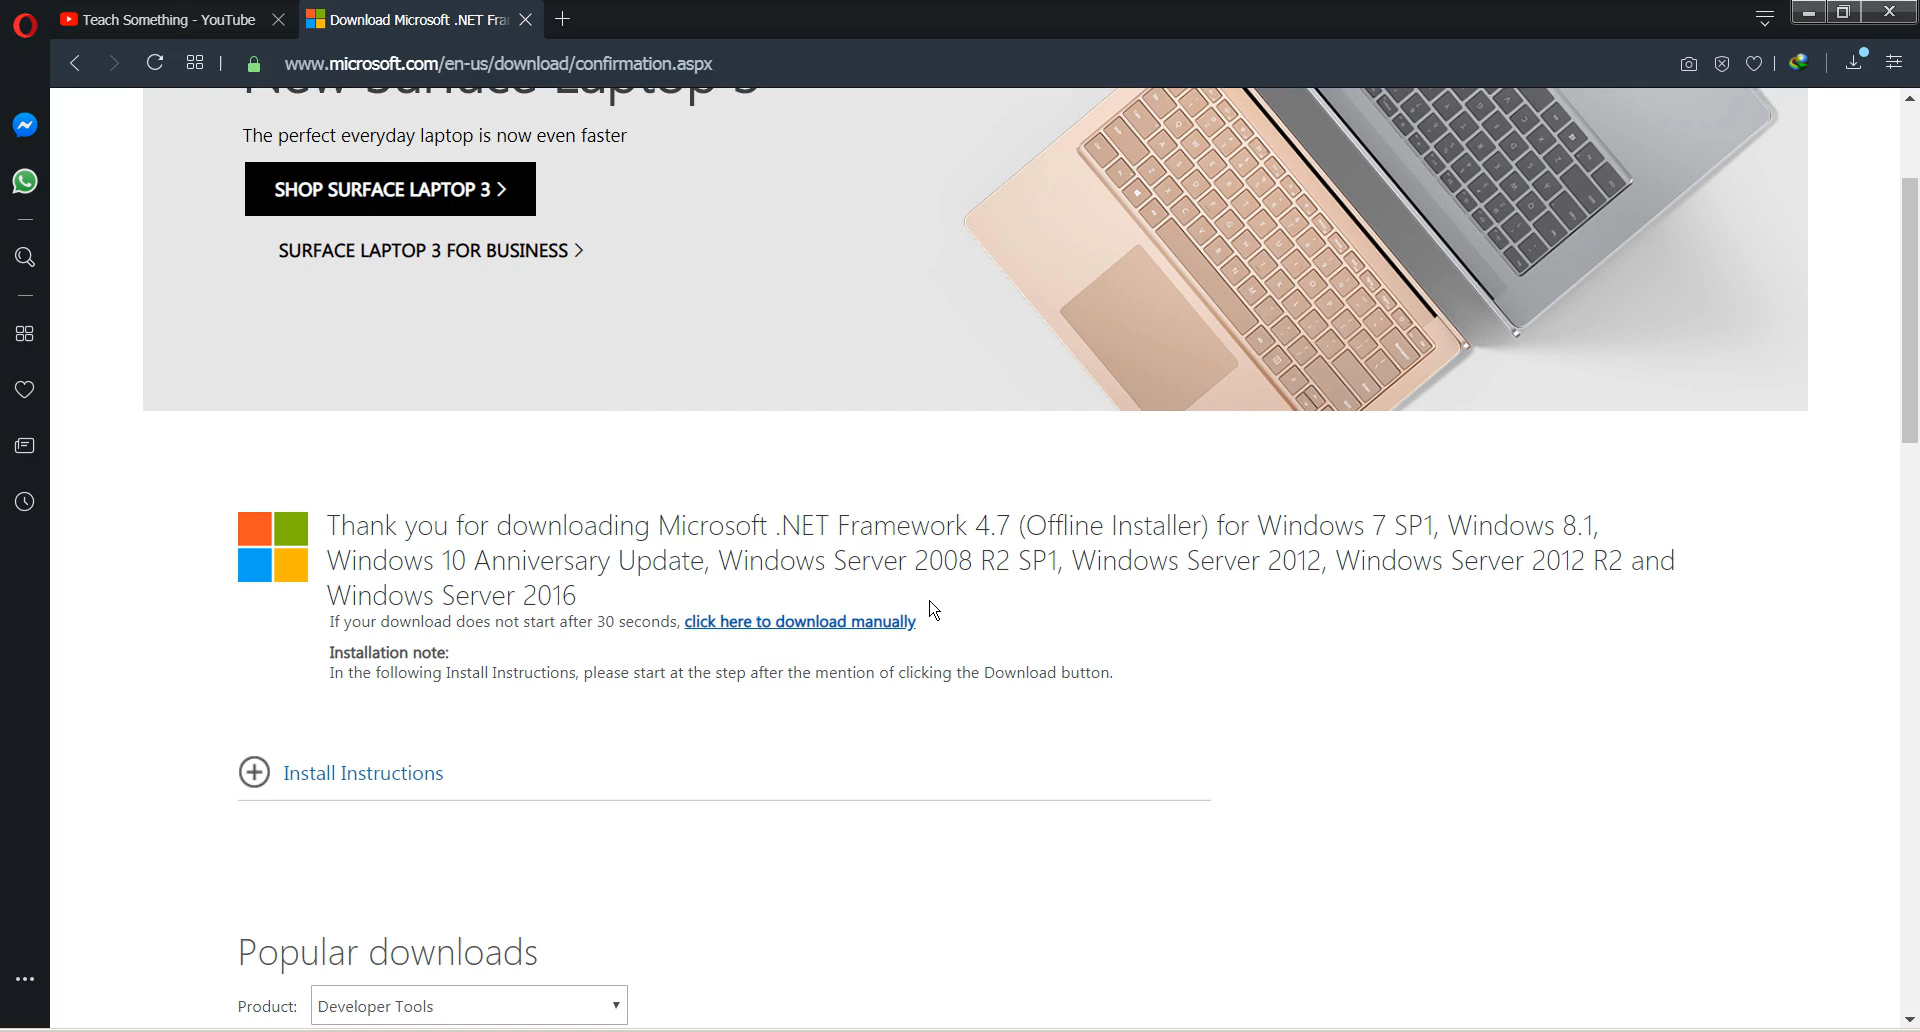 Teach Something - YouTube
Download Microsoft .NET Fra
www.microsoft.com/en-us/download/confirmation.aspx
New Surface Laptop 3
The perfect everyday laptop is now even faster
SHOP SURFACE LAPTOP 3 >
SURFACE LAPTOP 3 FOR BUSINESS >
Thank you for downloading Microsoft .NET Framework 4.7 (Offline Installer) for Windows 7 SP1, Windows 8.1,
Windows 10 Anniversary Update, Windows Server 2008 R2 SP1, Windows Server 2012, Windows Server 2012 R2 and
Windows Server 2016
If your download does not start after 30 seconds, click here to download manually
Installation note:
In the following Install Instructions, please start at the step after the mention of clicking the Download button.
Install Instructions
Popular downloads
Product: Developer Tools